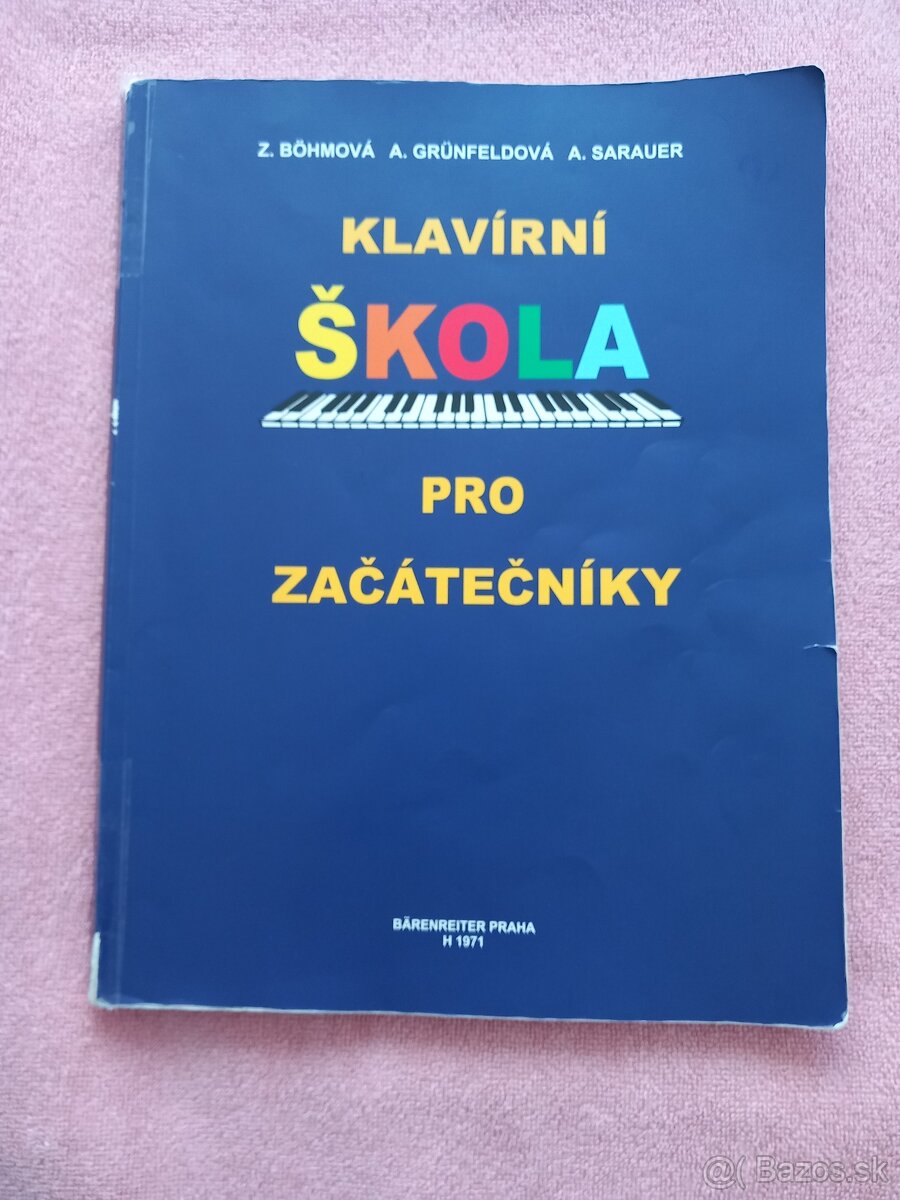 Z. BÖHMOVÁ A. GRÜNFELDOVÁ A. SARAUER
KLAVÍRNÍ
ŠKOLA
PRO
ZAČÁTEČNÍKY
BÄRENREITER PRAHA
H 1971
@( Bazos.sk